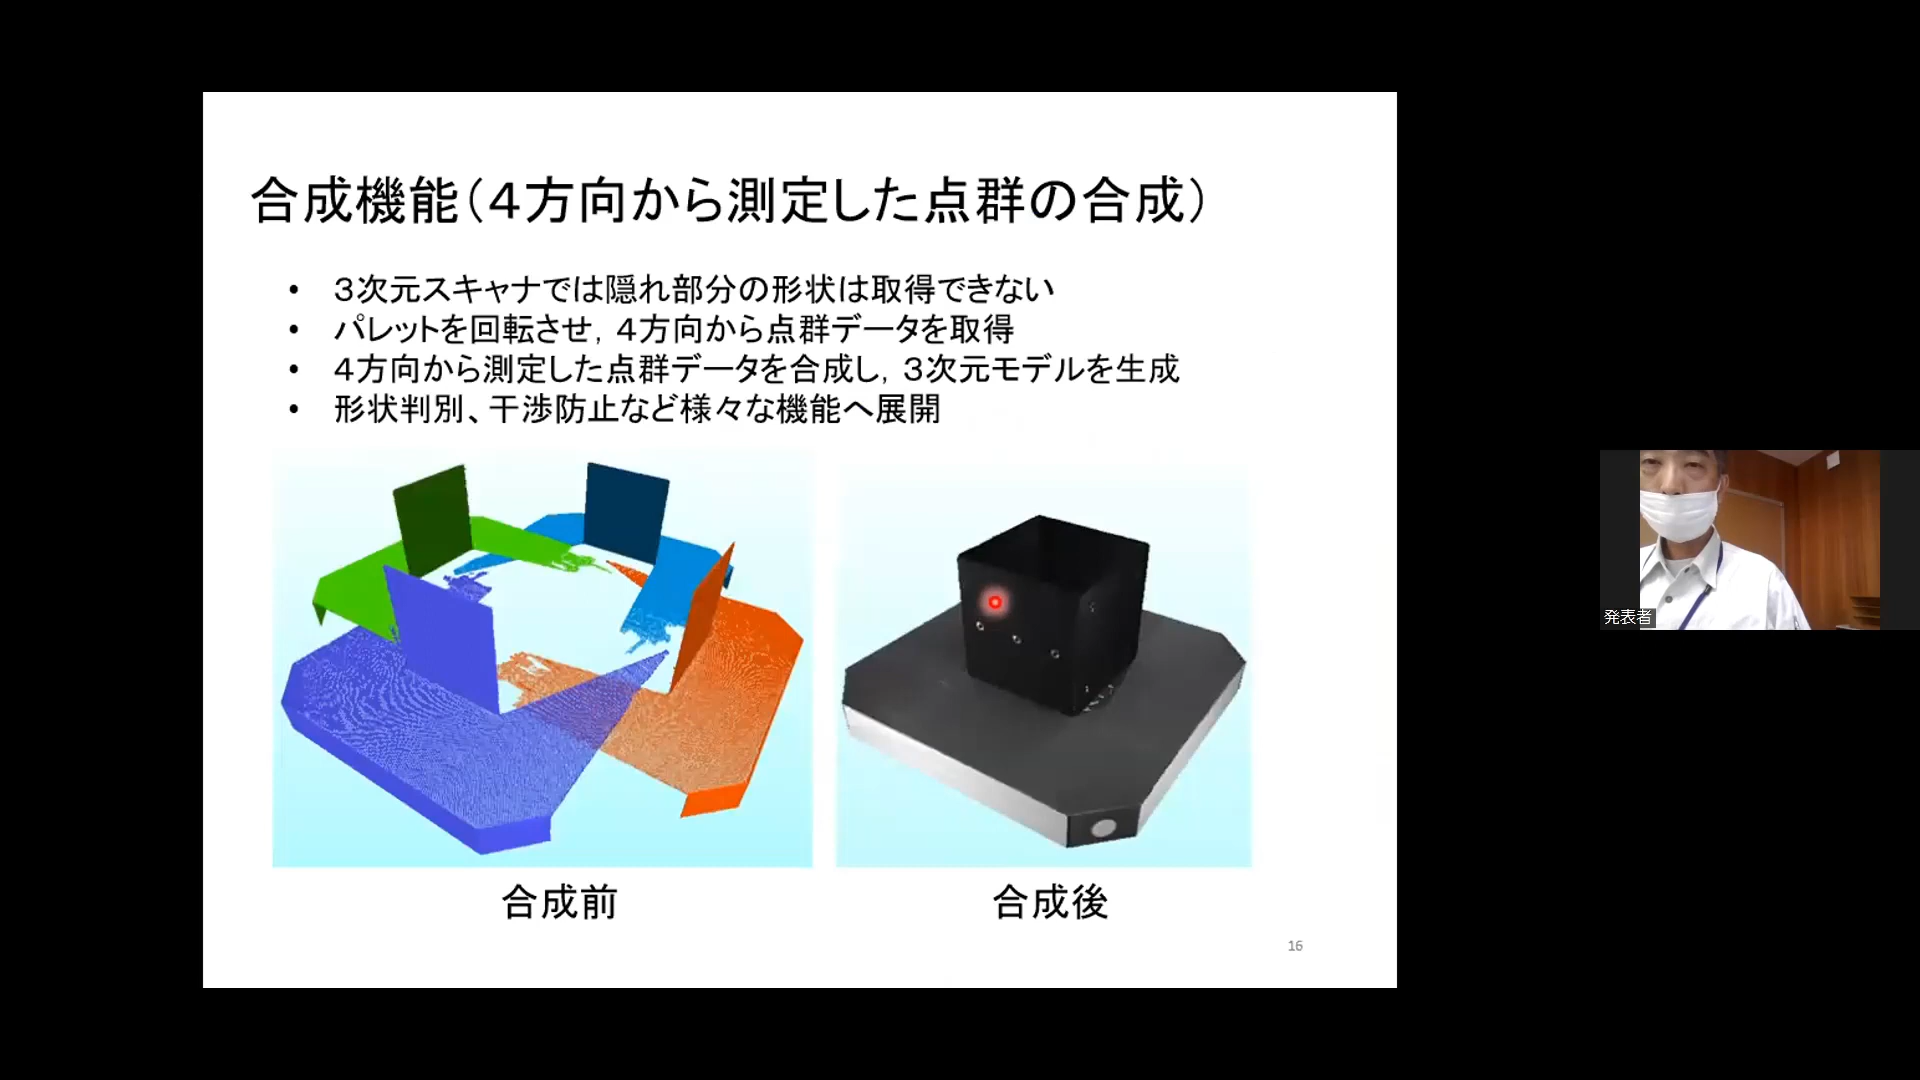 合成機能（４方向から測定した点群の合成）
• ３次元スキャナでは隠れ部分の形状は取得できない
• パレットを回転させ，４方向から点群データを取得
• ４方向から測定した点群データを合成し，３次元モデルを生成
• 形状判別、干渉防止など様々な機能へ展開
発表者
合成前
合成後
16